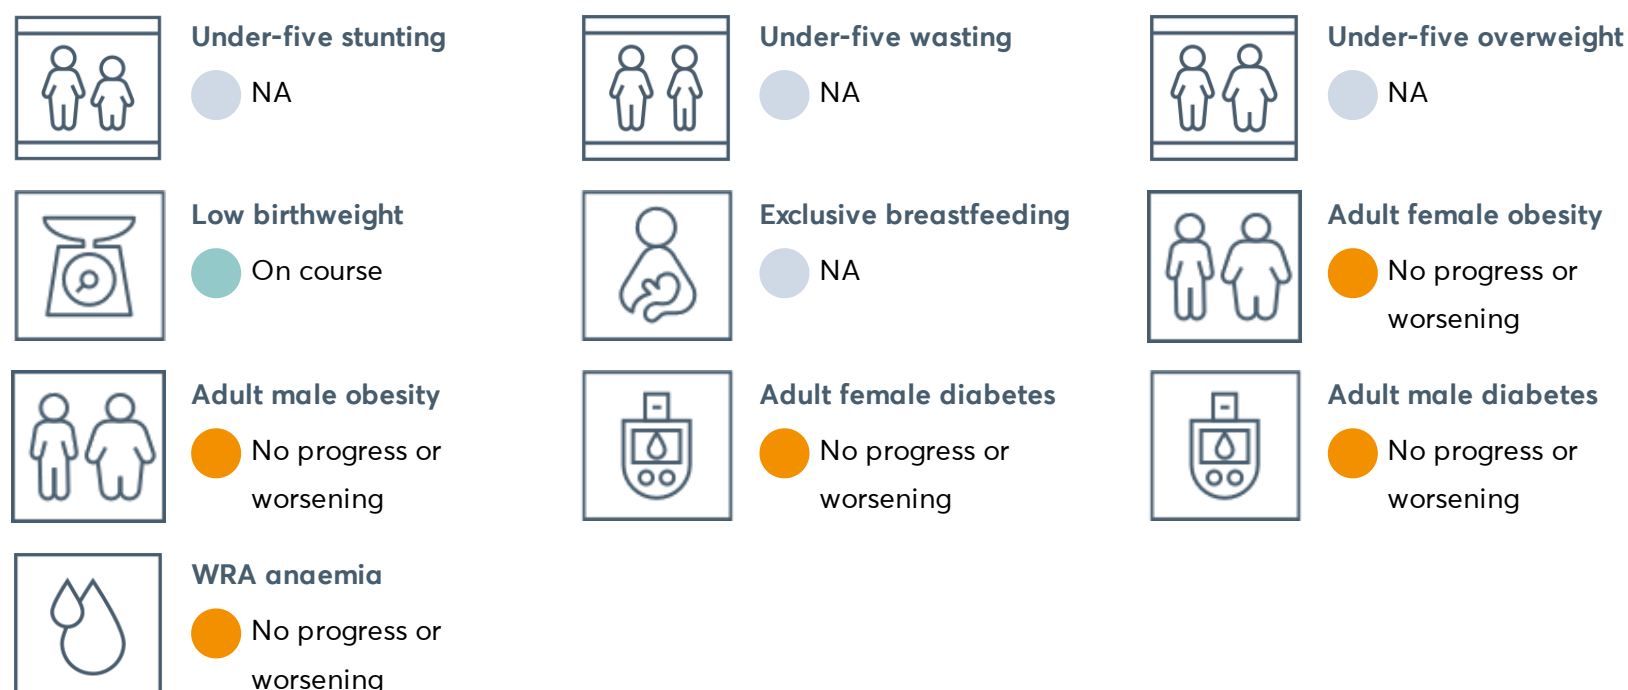 Under-five stunting
NA
Under-five wasting
NA
Under-five overweight
NA
Low birthweight
On course
Exclusive breastfeeding
NA
Adult female obesity
No progress or
worsening
Adult male obesity
No progress or
worsening
Adult female diabetes
No progress or
worsening
Adult male diabetes
No progress or
worsening
WRA anaemia
No progress or
worsening